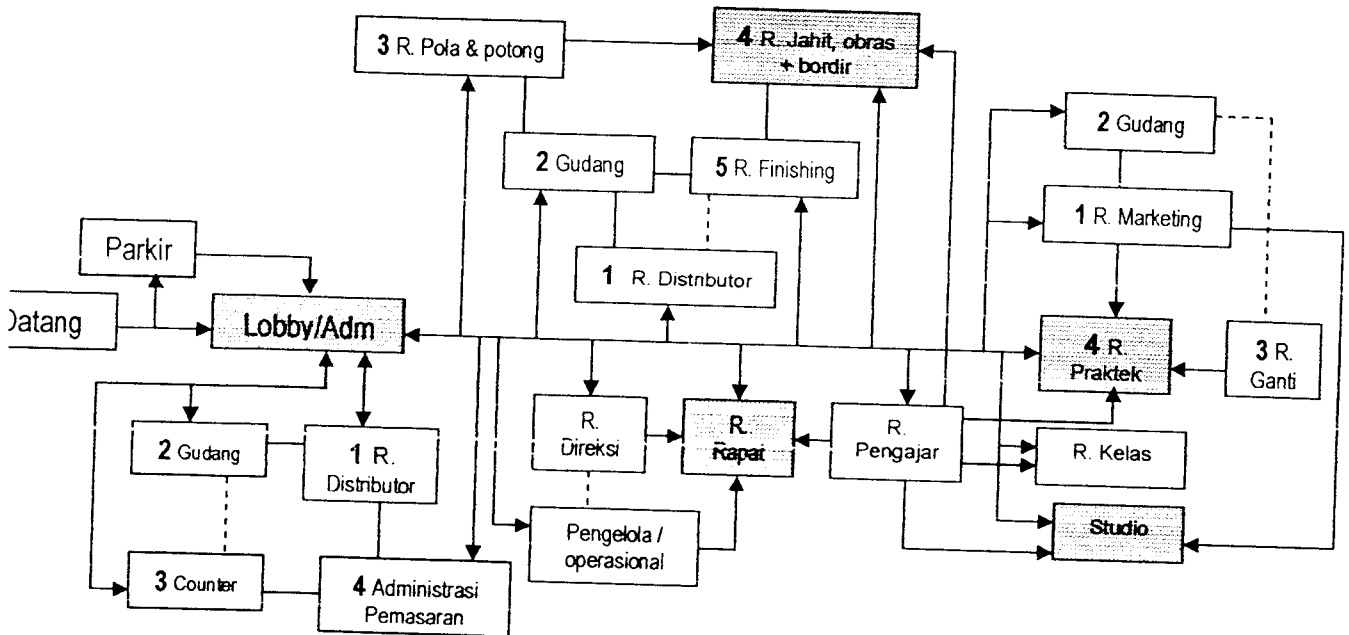 3 R. Pola & potong
4 R. Jahit, obras
+ bordir
2 Gudang
2 Gudang
5 R. Finishing
1 R. Marketing
Parkir
1 R. Distributor
Datang
Lobby/Adm
4 R.
Praktek
3 R.
Ganti
R.
Direksi
R.
Rapat
R.
Pengajar
2 Gudang
1 R.
Distributor
R. Kelas
Studio
Pengelola /
operasional
3 Counter
4 Administrasi
Pemasaran